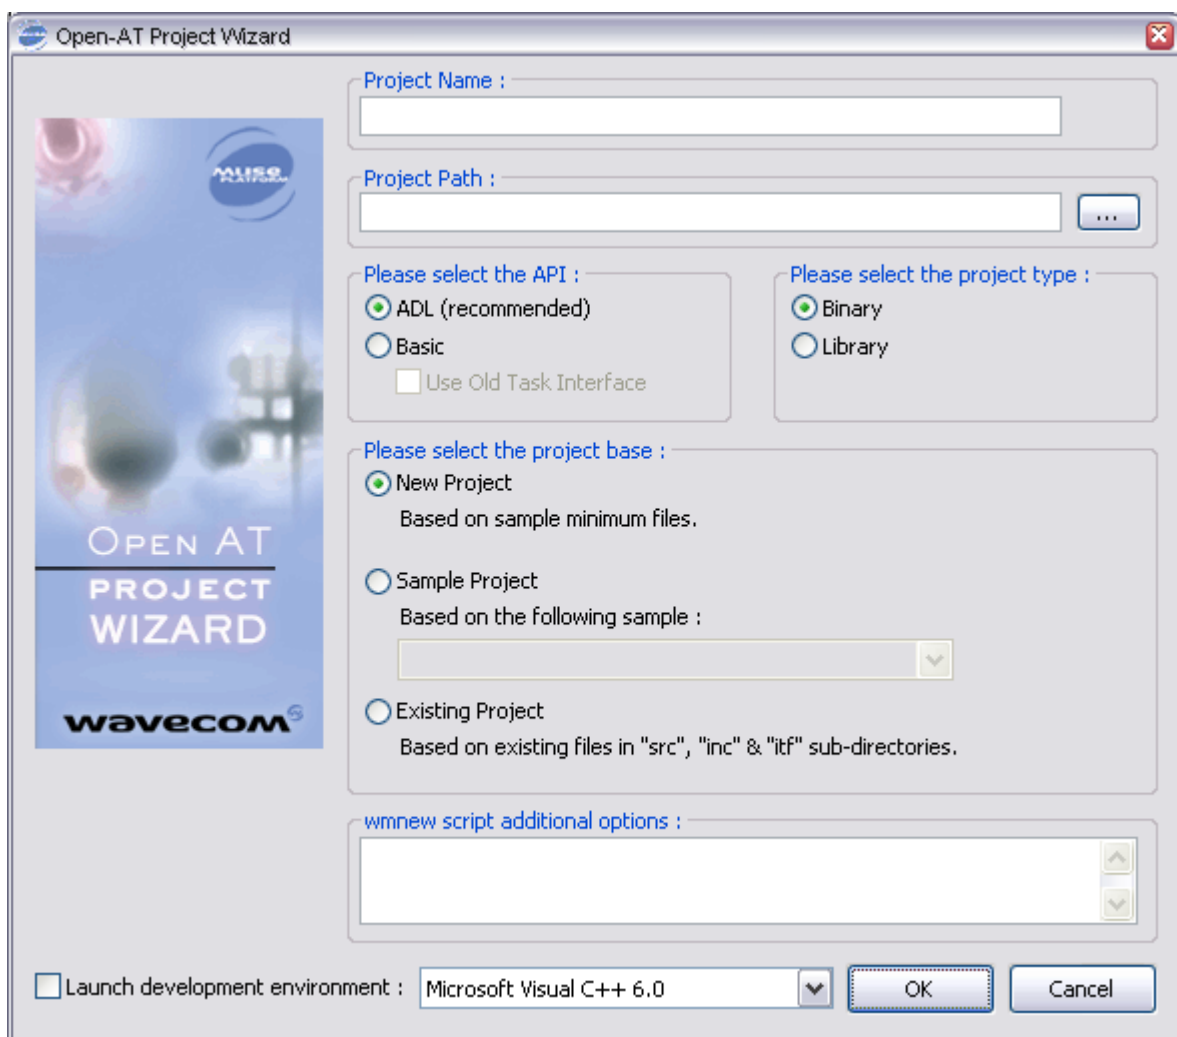 Open-AT Project Wizard
Project Name :
Project Path :
...
Please select the API :
ADL (recommended)
Basic
Use Old Task Interface
Please select the project type :
Binary
Library
Please select the project base :
New Project
Based on sample minimum files.
Sample Project
Based on the following sample :
Existing Project
Based on existing files in "src", "inc" & "itf" sub-directories.
wmnew script additional options :
Launch development environment :
Microsoft Visual C++ 6.0
OK
Cancel
MUSE
PLATFORM
OPEN AT
PROJECT
WIZARD
wavecom